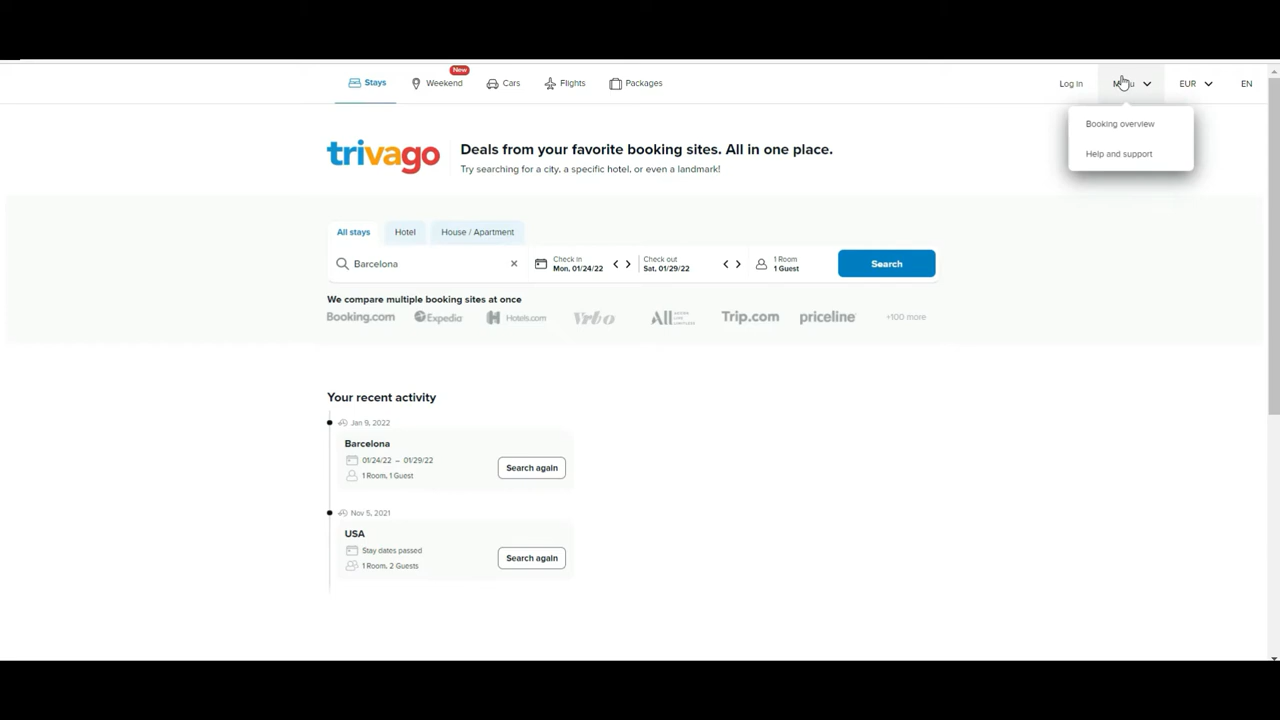 Stays
New
Weekend
Cars
Flights
Packages
Log in
EUR
EN
Booking overview
Help and support
trivago
Deals from your favorite booking sites. All in one place.
Try searching for a city, a specific hotel, or even a landmark!
All stays
Hotel
House / Apartment
Barcelona
Check in
Mon, 01/24/22
Check out
Sat, 01/29/22
1 Room
1 Guest
Search
We compare multiple booking sites at once
Booking.com
Expedia
Hotels.com
Vrbo
ALL
Trip.com
priceline
+100 more
Your recent activity
Jan 9, 2022
Barcelona
01/24/22 – 01/29/22
1 Room, 1 Guest
Search again
Nov 5, 2021
USA
Stay dates passed
1 Room, 2 Guests
Search again